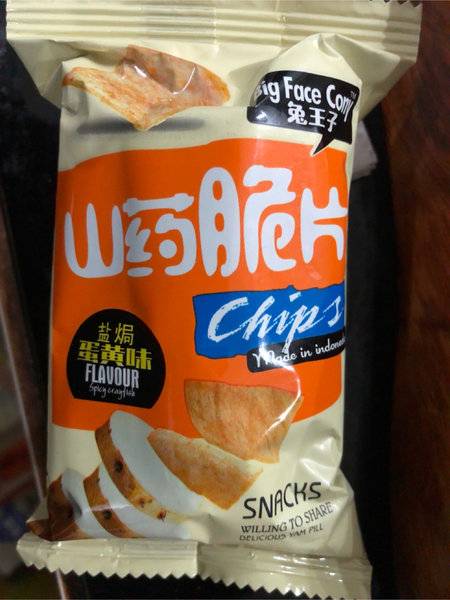 Big Face Cony
兔王子
山药脆片
Chips
Made in indonesia
盐焗
蛋黄味
FLAVOUR
Spicy crayfish
SNACKS
WILLING TO SHARE
DELICIOUS YAM PILL